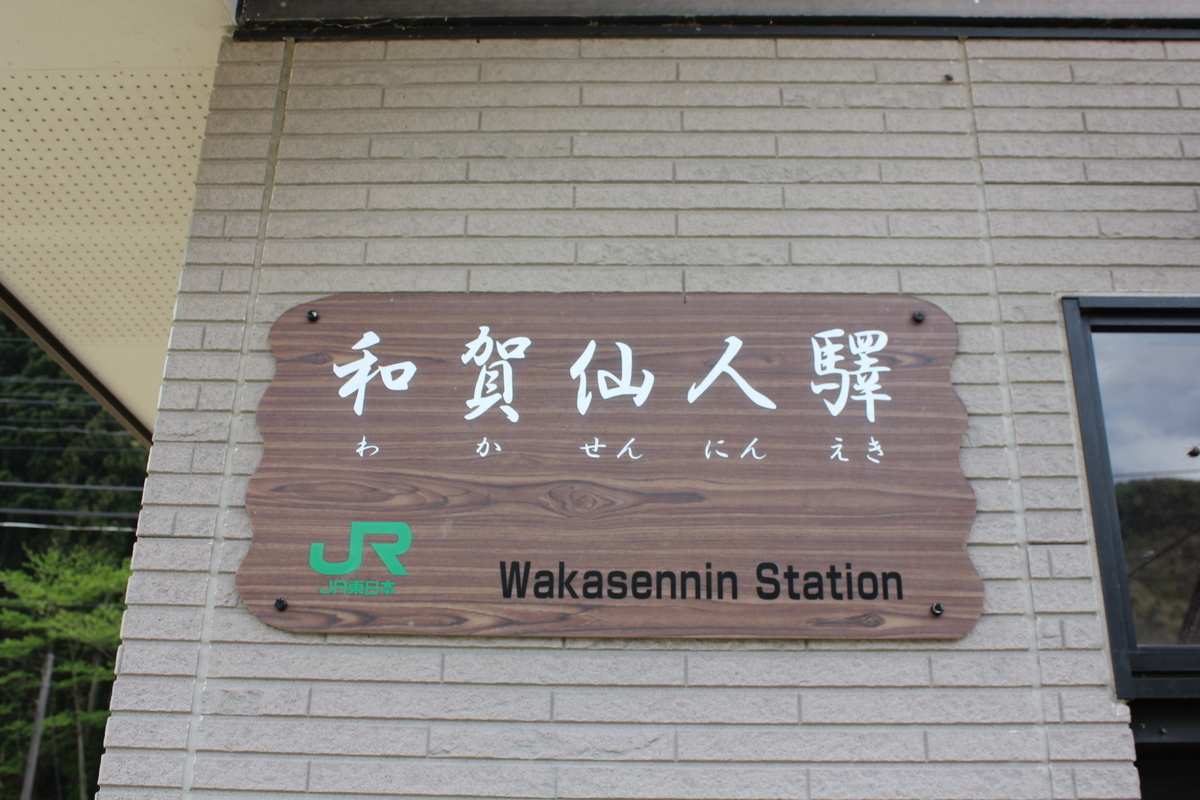 和賀仙人驛
わ か せん にん えき
JR
JR東日本
Wakasennin Station